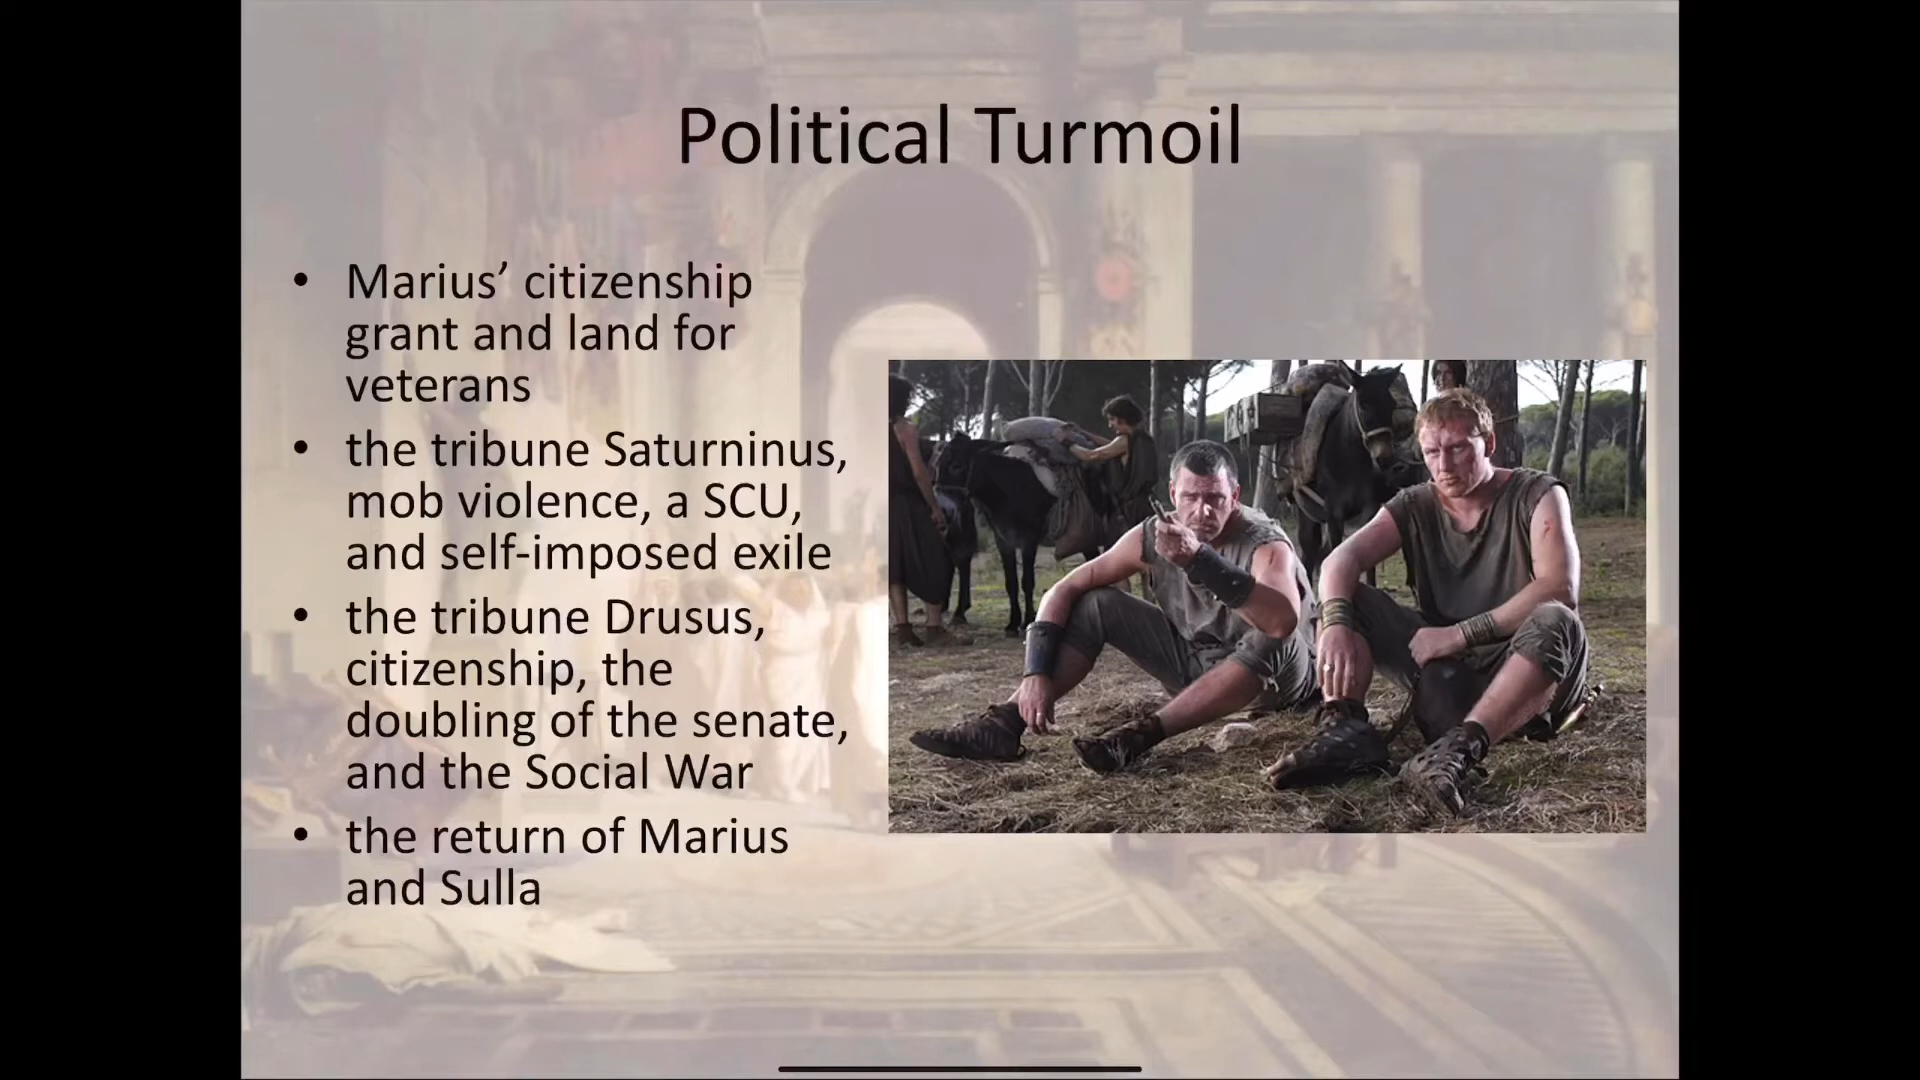 Political Turmoil
• Marius’ citizenship
grant and land for
veterans
• the tribune Saturninus,
mob violence, a SCU,
and self-imposed exile
• the tribune Drusus,
citizenship, the
doubling of the senate,
and the Social War
• the return of Marius
and Sulla